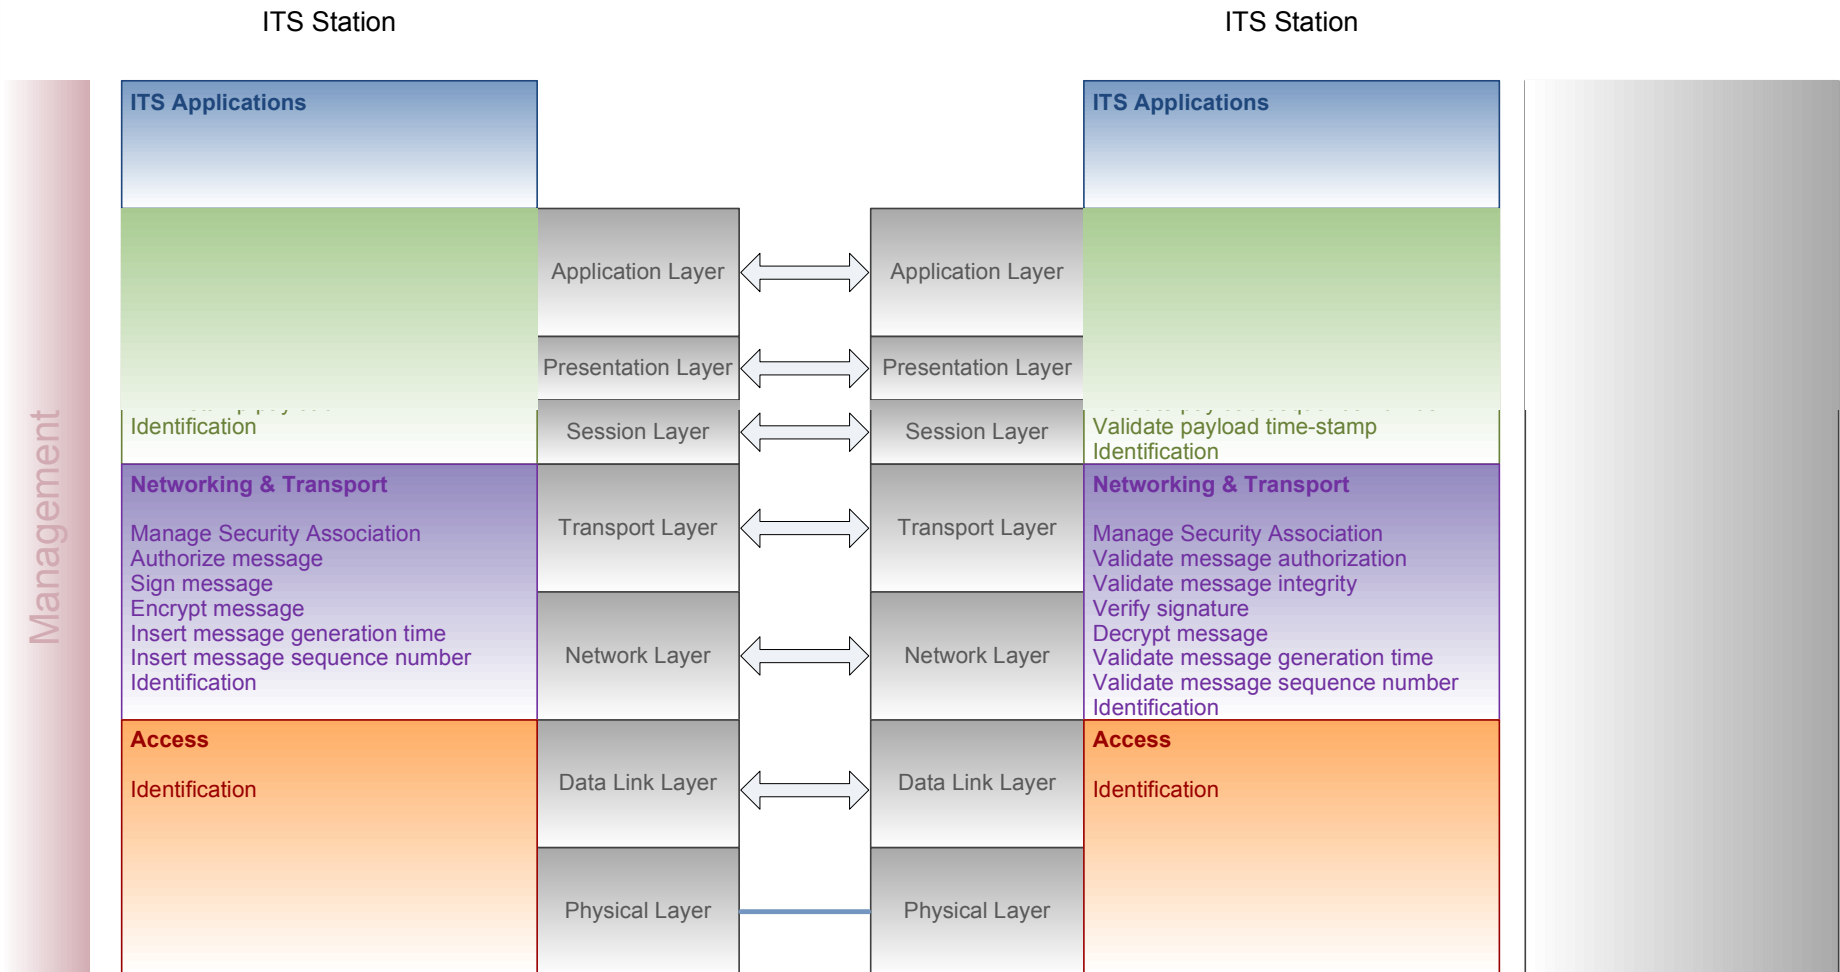 ITS Station
ITS Station
Management
ITS Applications
Identification
Networking & Transport
Manage Security Association
Authorize message
Sign message
Encrypt message
Insert message generation time
Insert message sequence number
Identification
Access
Identification
Application Layer
Presentation Layer
Session Layer
Transport Layer
Network Layer
Data Link Layer
Physical Layer
Application Layer
Presentation Layer
Session Layer
Transport Layer
Network Layer
Data Link Layer
Physical Layer
ITS Applications
Validate payload time-stamp
Identification
Networking & Transport
Manage Security Association
Validate message authorization
Validate message integrity
Verify signature
Decrypt message
Validate message generation time
Validate message sequence number
Identification
Access
Identification